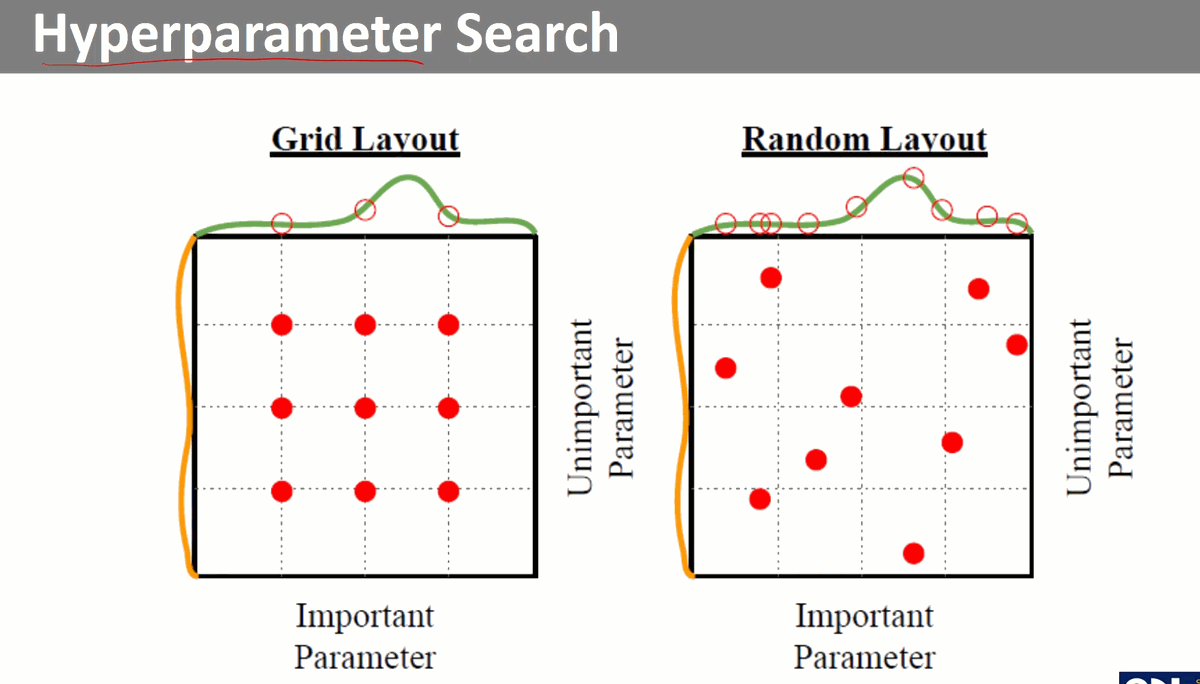 Hyperparameter Search
Grid Layout
Random Layout
Unimportant
Parameter
Unimportant
Parameter
Important
Parameter
Important
Parameter